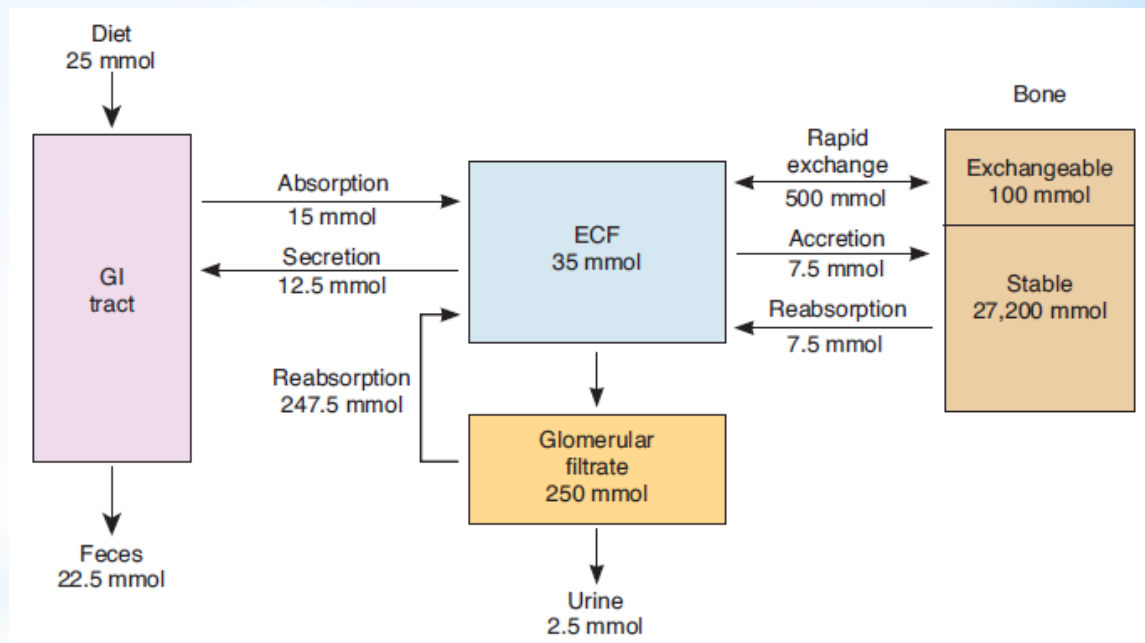 Diet
25 mmol
GI
tract
Feces
22.5 mmol
Absorption
15 mmol
Secretion
12.5 mmol
Reabsorption
247.5 mmol
ECF
35 mmol
Glomerular
filtrate
250 mmol
Urine
2.5 mmol
Rapid
exchange
500 mmol
Accretion
7.5 mmol
Reabsorption
7.5 mmol
Bone
Exchangeable
100 mmol
Stable
27,200 mmol